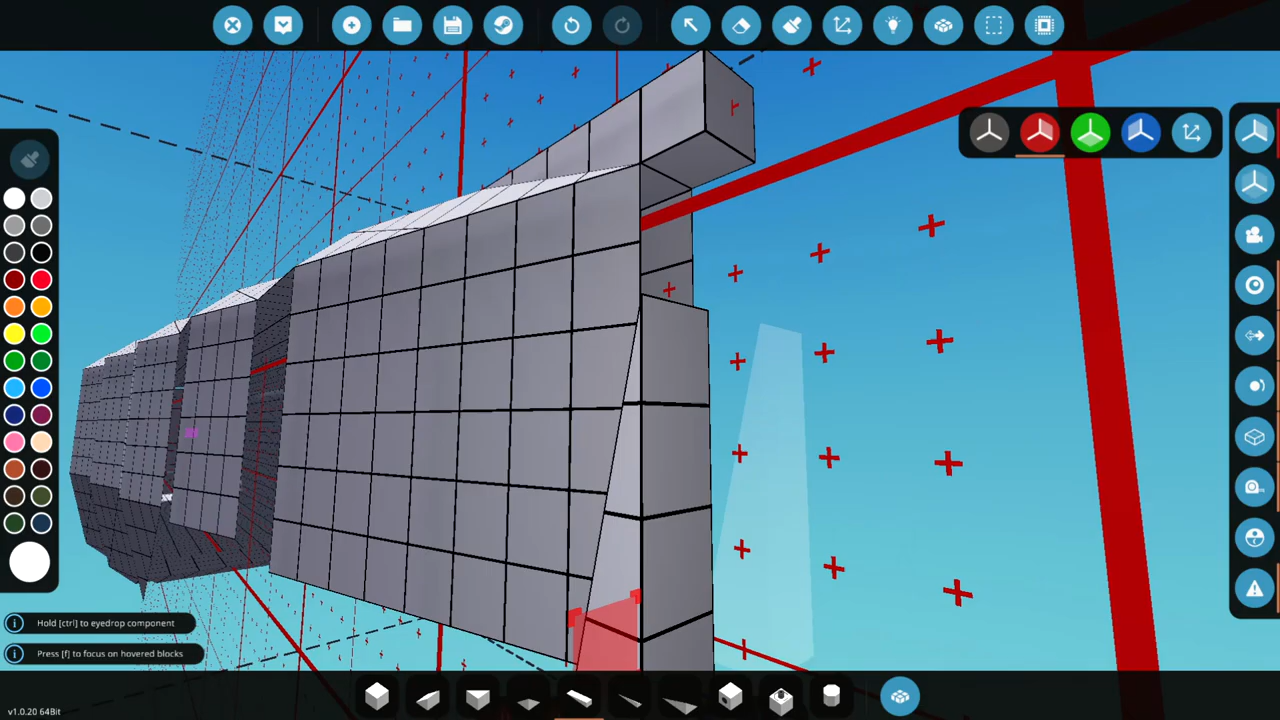 Hold [ctrl] to eyedrop component
Press [f] to focus on hovered blocks
v1.0.20 64Bit